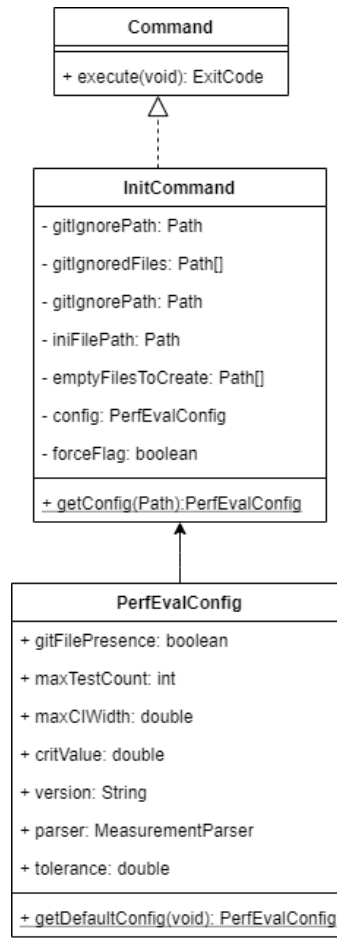 Command
+ execute(void): ExitCode
InitCommand
- gitIgnorePath: Path
- gitIgnoredFiles: Path[]
- gitIgnorePath: Path
- iniFilePath: Path
- emptyFilesToCreate: Path[]
- config: PerfEvalConfig
- forceFlag: boolean
+ getConfig(Path):PerfEvalConfig
PerfEvalConfig
+ gitFilePresence: boolean
+ maxTestCount: int
+ maxCIWidth: double
+ critValue: double
+ version: String
+ parser: MeasurementParser
+ tolerance: double
+ getDefaultConfig(void): PerfEvalConfig